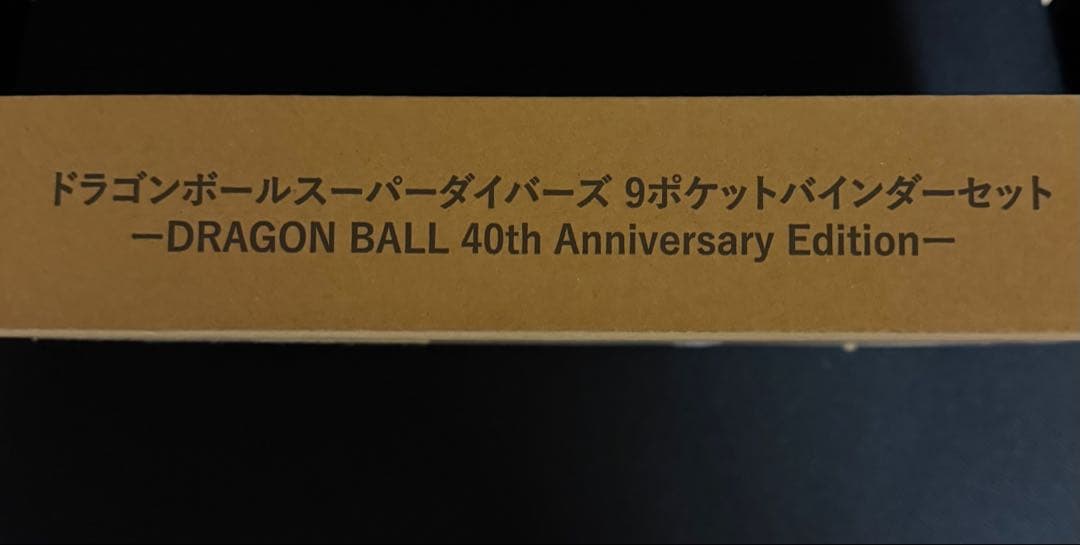 ドラゴンボールスーパーダイバーズ 9ポケットバインダーセット
ーDRAGON BALL 40th Anniversary Editionー